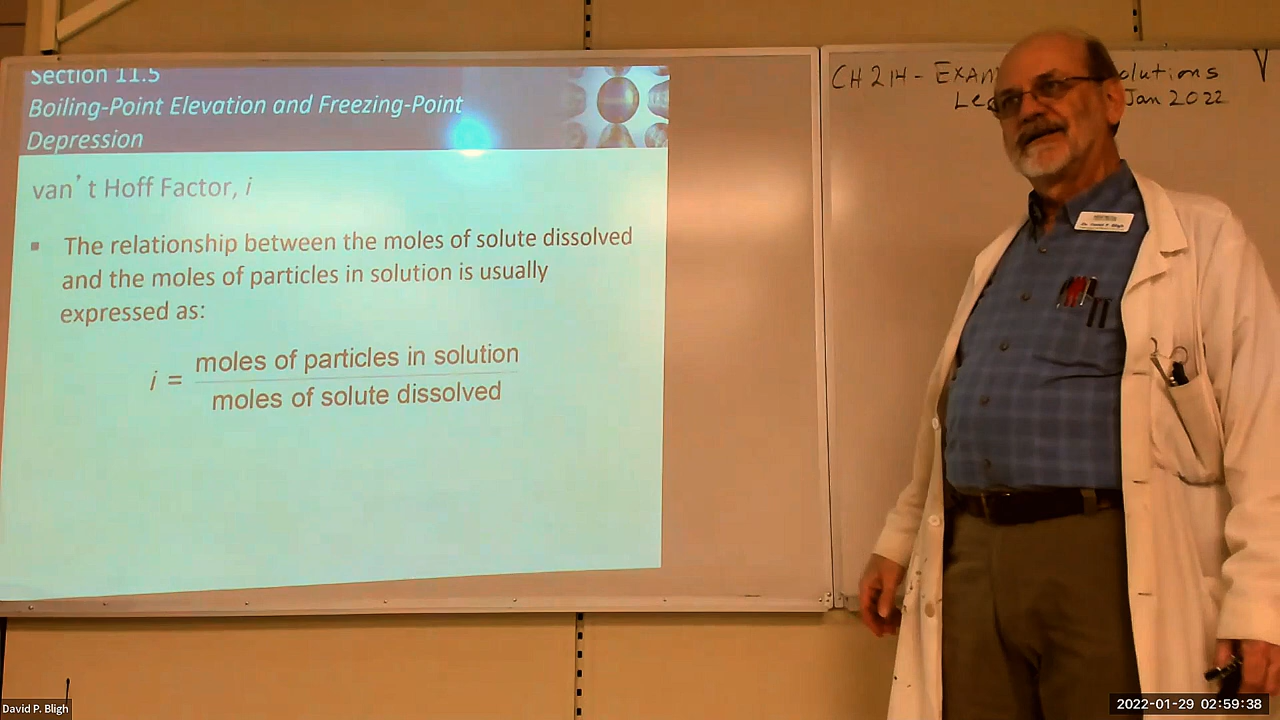 Section 11.5
Boiling-Point Elevation and Freezing-Point
Depression
van't Hoff Factor, i
▪ The relationship between the moles of solute dissolved
and the moles of particles in solution is usually
expressed as:
i = moles of particles in solution
moles of solute dissolved
CH 214 - Exam olutions
Le Jan 2022
David P. Bligh
2022-01-29 02:59:38